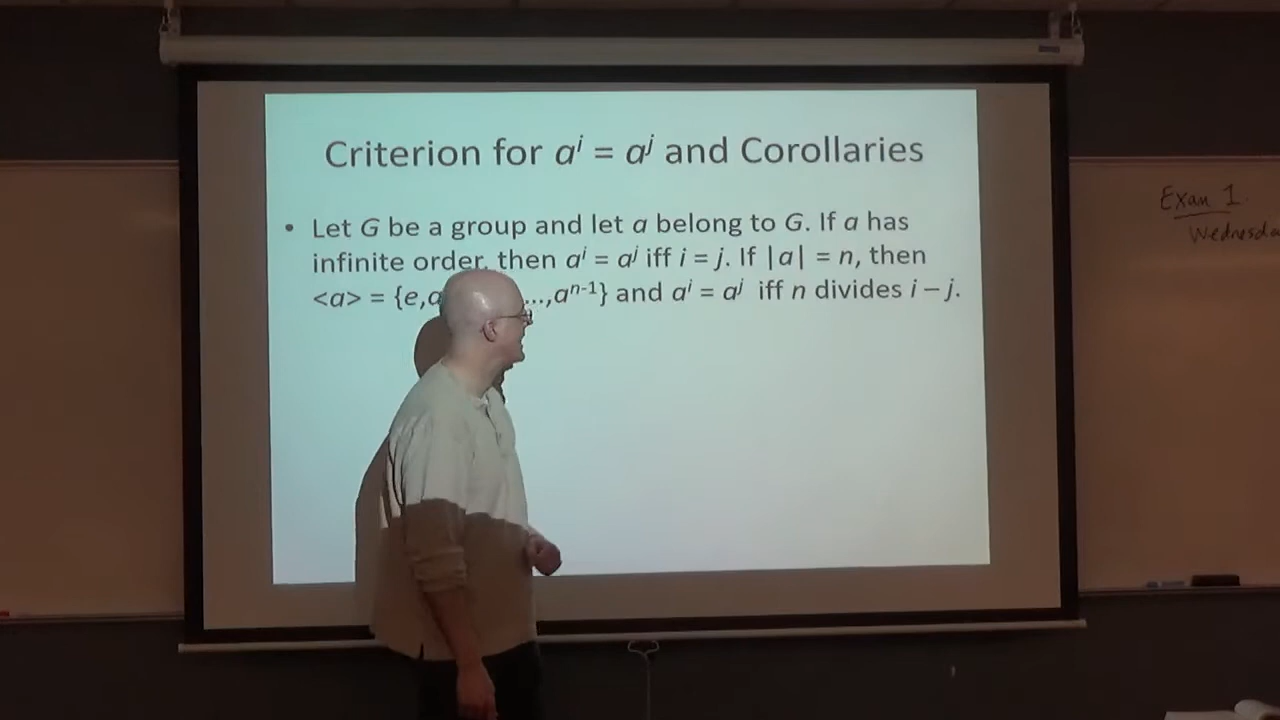 Criterion for aⁱ = aʲ and Corollaries
• Let G be a group and let a belong to G. If a has
infinite order, then aⁱ = aʲ iff i = j. If |a| = n, then
<a> = {e,a ...,aⁿ⁻¹} and aⁱ = aʲ iff n divides i – j.
Exam 1